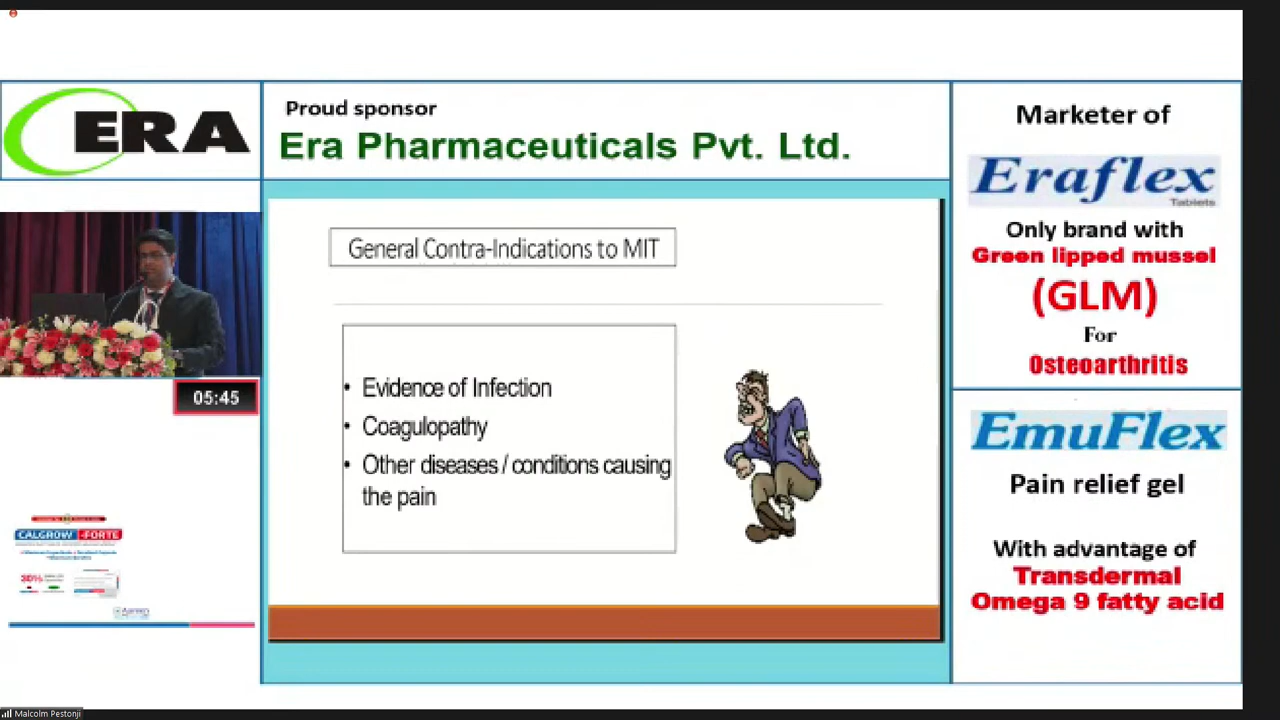 ERA
Proud sponsor
Era Pharmaceuticals Pvt. Ltd.
General Contra-Indications to MIT
• Evidence of Infection
• Coagulopathy
• Other diseases / conditions causing
the pain
05:45
CALGROW-FORTE
30%
Marketer of
Eraflex
Tablets
Only brand with
Green lipped mussel
(GLM)
For
Osteoarthritis
EmuFlex
Pain relief gel
With advantage of
Transdermal
Omega 9 fatty acid
Malcolm Pestonji